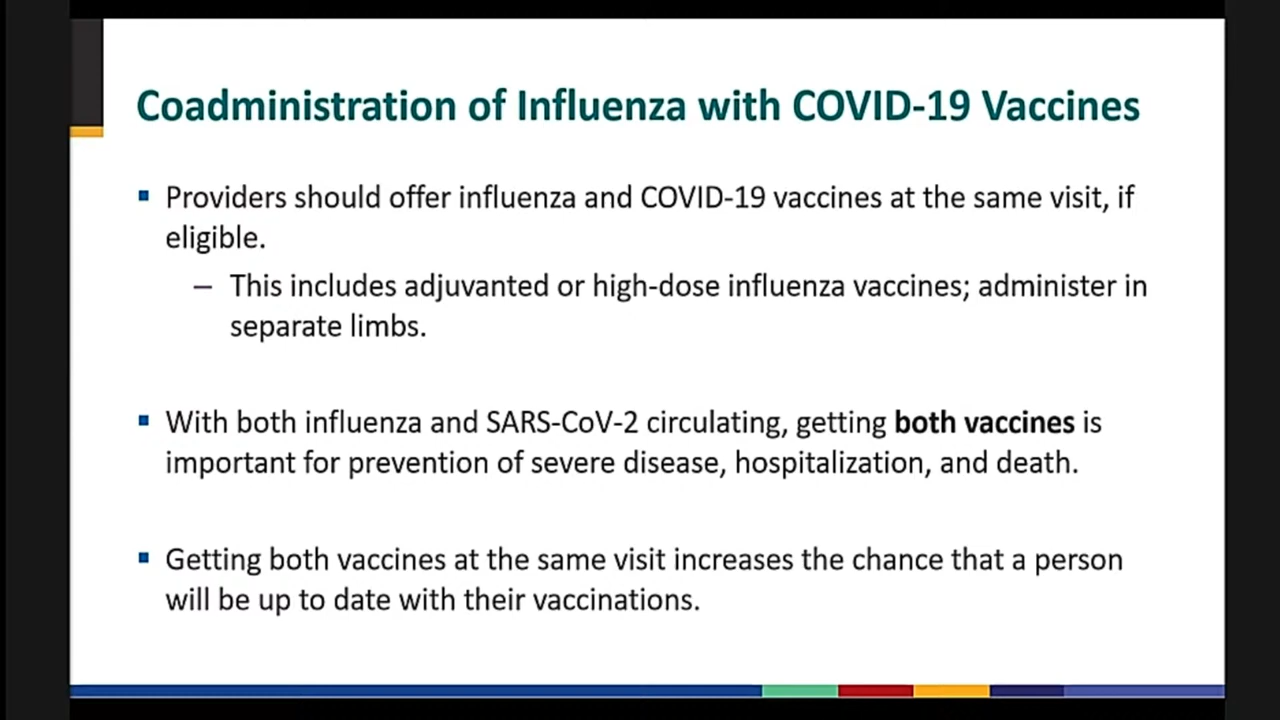 Coadministration of Influenza with COVID-19 Vaccines
▪ Providers should offer influenza and COVID-19 vaccines at the same visit, if
eligible.
– This includes adjuvanted or high-dose influenza vaccines; administer in
separate limbs.
▪ With both influenza and SARS-CoV-2 circulating, getting both vaccines is
important for prevention of severe disease, hospitalization, and death.
▪ Getting both vaccines at the same visit increases the chance that a person
will be up to date with their vaccinations.